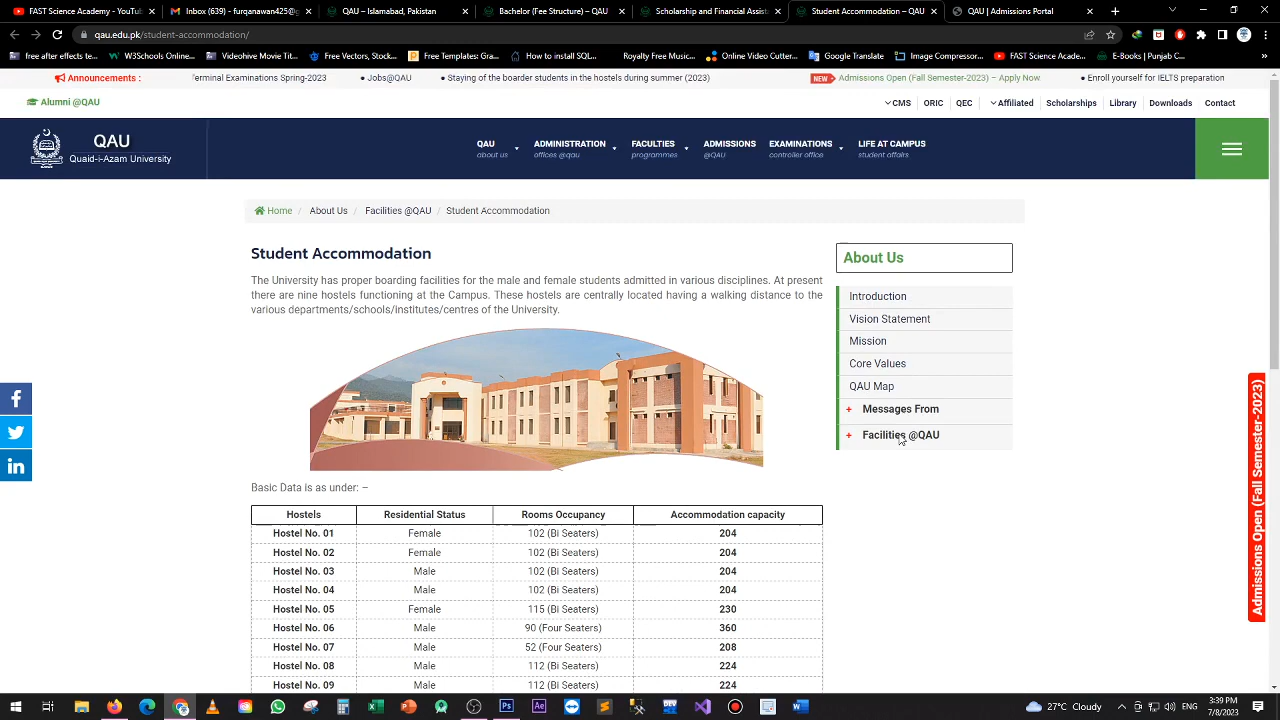 FAST Science Academy - YouTube
Inbox (639) - furqanwat425@g
Bachelors (Semester) - QAU
Student Accommodation - QAU
QAU Portal
qau.edu.pk/student-accommodation/
free after effects te...
W3Schools Online...
Videohive Movie Tit...
Free Vectors, Stock...
Free Templates: Gra...
How to install SQL...
Royalty Free Music...
Online Video Cutter...
Google Translate
Image Compressor...
FAST Science Acade...
E-Books | Punjab C...
Announcements :
Terminal Examinations Spring-2023
• Jobs@QAU
• Staying of the boarder students in the hostels during summer (2023)
NEW
Admissions Open (Fall Semester-2023) – Apply Now
• Enroll yourself for IELTS preparation
Alumni @QAU
CMS
ORIC
QEC
Affiliated
Scholarships
Library
Downloads
Contact
QAU
Quaid-i-Azam University
QAU
about us
ADMINISTRATION
offices @qau
FACULTIES
programmes
ADMISSIONS
@QAU
EXAMINATIONS
controller office
LIFE AT CAMPUS
student affairs
Home / About Us / Facilities @QAU / Student Accommodation
Student Accommodation
The University has proper boarding facilities for the male and female students admitted in various disciplines. At present
there are nine hostels functioning at the Campus. These hostels are centrally located having a walking distance to the
various departments/schools/institutes/centres of the University.
Basic Data is as under: –
Hostels Residential Status Rooms Occupancy Accommodation capacity
Hostel No. 01 Female 102 (Bi Seaters) 204
Hostel No. 02 Female 102 (Bi Seaters) 204
Hostel No. 03 Male 102 (Bi Seaters) 204
Hostel No. 04 Male 102 (Bi Seaters) 204
Hostel No. 05 Female 115 (Bi Seaters) 230
Hostel No. 06 Male 90 (Four Seaters) 360
Hostel No. 07 Male 52 (Four Seaters) 208
Hostel No. 08 Male 112 (Bi Seaters) 224
Hostel No. 09 Male 112 (Bi Seaters) 224
About Us
Introduction
Vision Statement
Mission
Core Values
QAU Map
+ Messages From
+ Facilities @QAU
Admissions Open (Fall Semester-2023)
27°C Cloudy
3:39 PM
7/8/2023